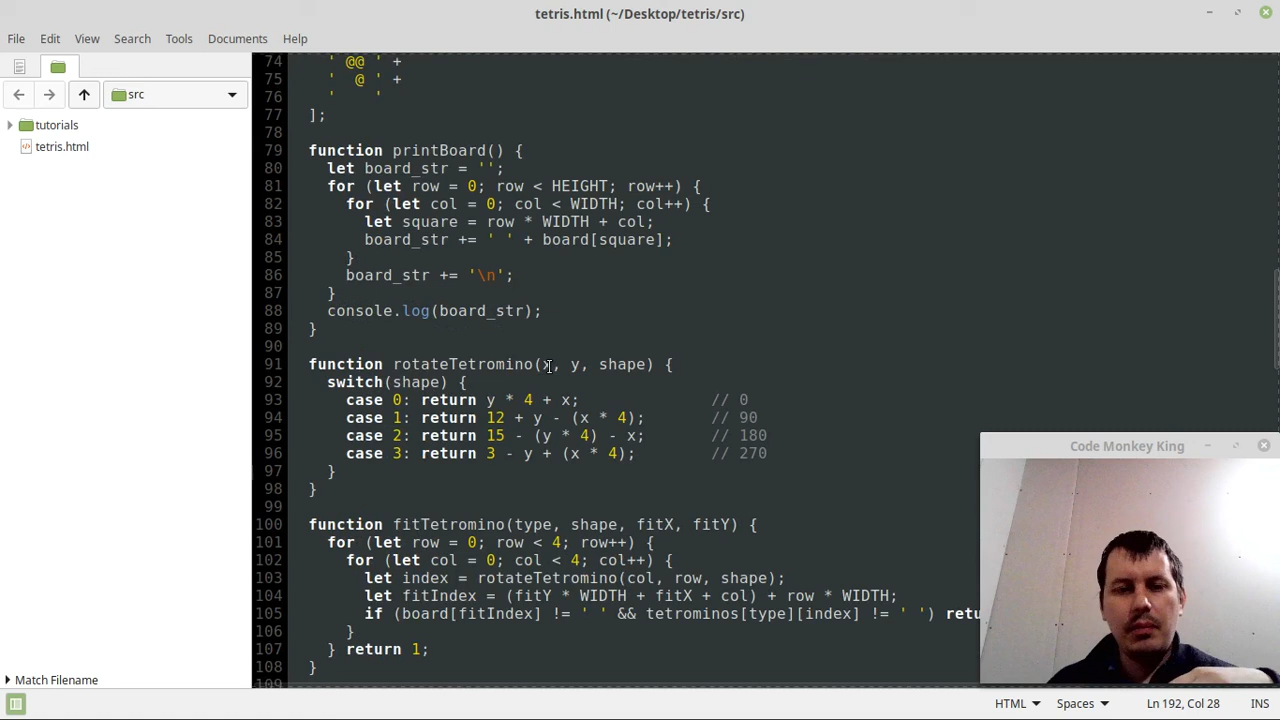 tetris.html (~/Desktop/tetris/src)
File Edit View Search Tools Documents Help
src
tutorials
tetris.html
74 ' @@ ' +
75 '  @ ' +
76 '    '
77 ];
78
79 function printBoard() {
80 let board_str = '';
81 for (let row = 0; row < HEIGHT; row++) {
82 for (let col = 0; col < WIDTH; col++) {
83 let square = row * WIDTH + col;
84 board_str += ' ' + board[square];
85 }
86 board_str += '\n';
87 }
88 console.log(board_str);
89 }
90
91 function rotateTetromino(x, y, shape) {
92 switch(shape) {
93 case 0: return y * 4 + x; // 0
94 case 1: return 12 + y - (x * 4); // 90
95 case 2: return 15 - (y * 4) - x; // 180
96 case 3: return 3 - y + (x * 4); // 270
97 }
98 }
99
100 function fitTetromino(type, shape, fitX, fitY) {
101 for (let row = 0; row < 4; row++) {
102 for (let col = 0; col < 4; col++) {
103 let index = rotateTetromino(col, row, shape);
104 let fitIndex = (fitY * WIDTH + fitX + col) + row * WIDTH;
105 if (board[fitIndex] != ' ' && tetrominos[type][index] != ' ') retu
106 }
107 } return 1;
108 }
109
Code Monkey King
Match Filename
HTML Spaces Ln 192, Col 28 INS